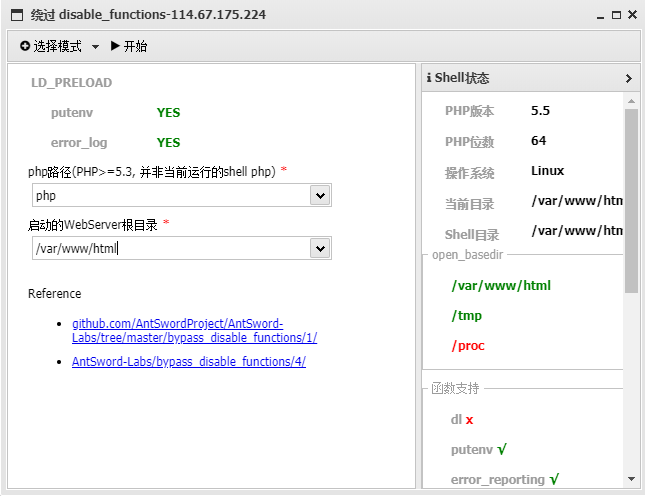 绕过 disable_functions-114.67.175.224
选择模式 开始
LD_PRELOAD
putenv YES
error_log YES
php路径(PHP>=5.3, 并非当前运行的shell php) *
php
启动的WebServer根目录 *
/var/www/html
Reference
github.com/AntSwordProject/AntSword-
Labs/tree/master/bypass_disable_functions/1/
AntSword-Labs/bypass_disable_functions/4/
Shell状态
PHP版本 5.5
PHP位数 64
操作系统 Linux
当前目录 /var/www/htm
Shell目录 /var/www/htm
open_basedir
/var/www/html
/tmp
/proc
函数支持
dl x
putenv √
error_reporting √